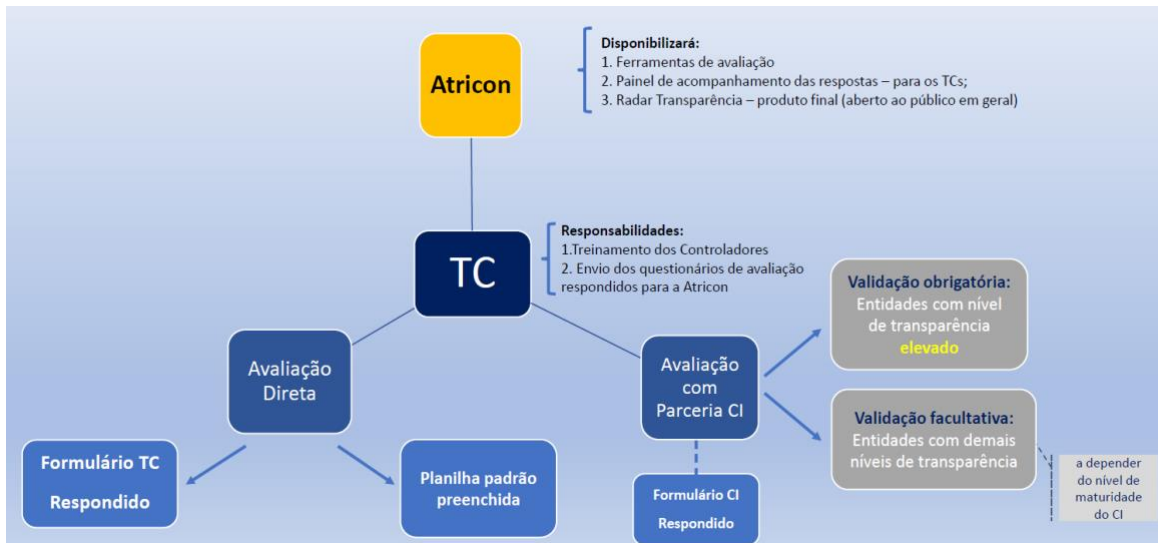 Atricon
Disponibilizará:
1. Ferramentas de avaliação
2. Painel de acompanhamento das respostas – para os TCs;
3. Radar Transparência – produto final (aberto ao público em geral)
TC
Responsabilidades:
1.Treinamento dos Controladores
2. Envio dos questionários de avaliação
respondidos para a Atricon
Avaliação
Direta
Avaliação
com
Parceria CI
Validação obrigatória:
Entidades com nível
de transparência
elevado
Validação facultativa:
Entidades com demais
níveis de transparência
a depender
do nível de
maturidade
do CI
Formulário TC
Respondido
Planilha padrão
preenchida
Formulário CI
Respondido